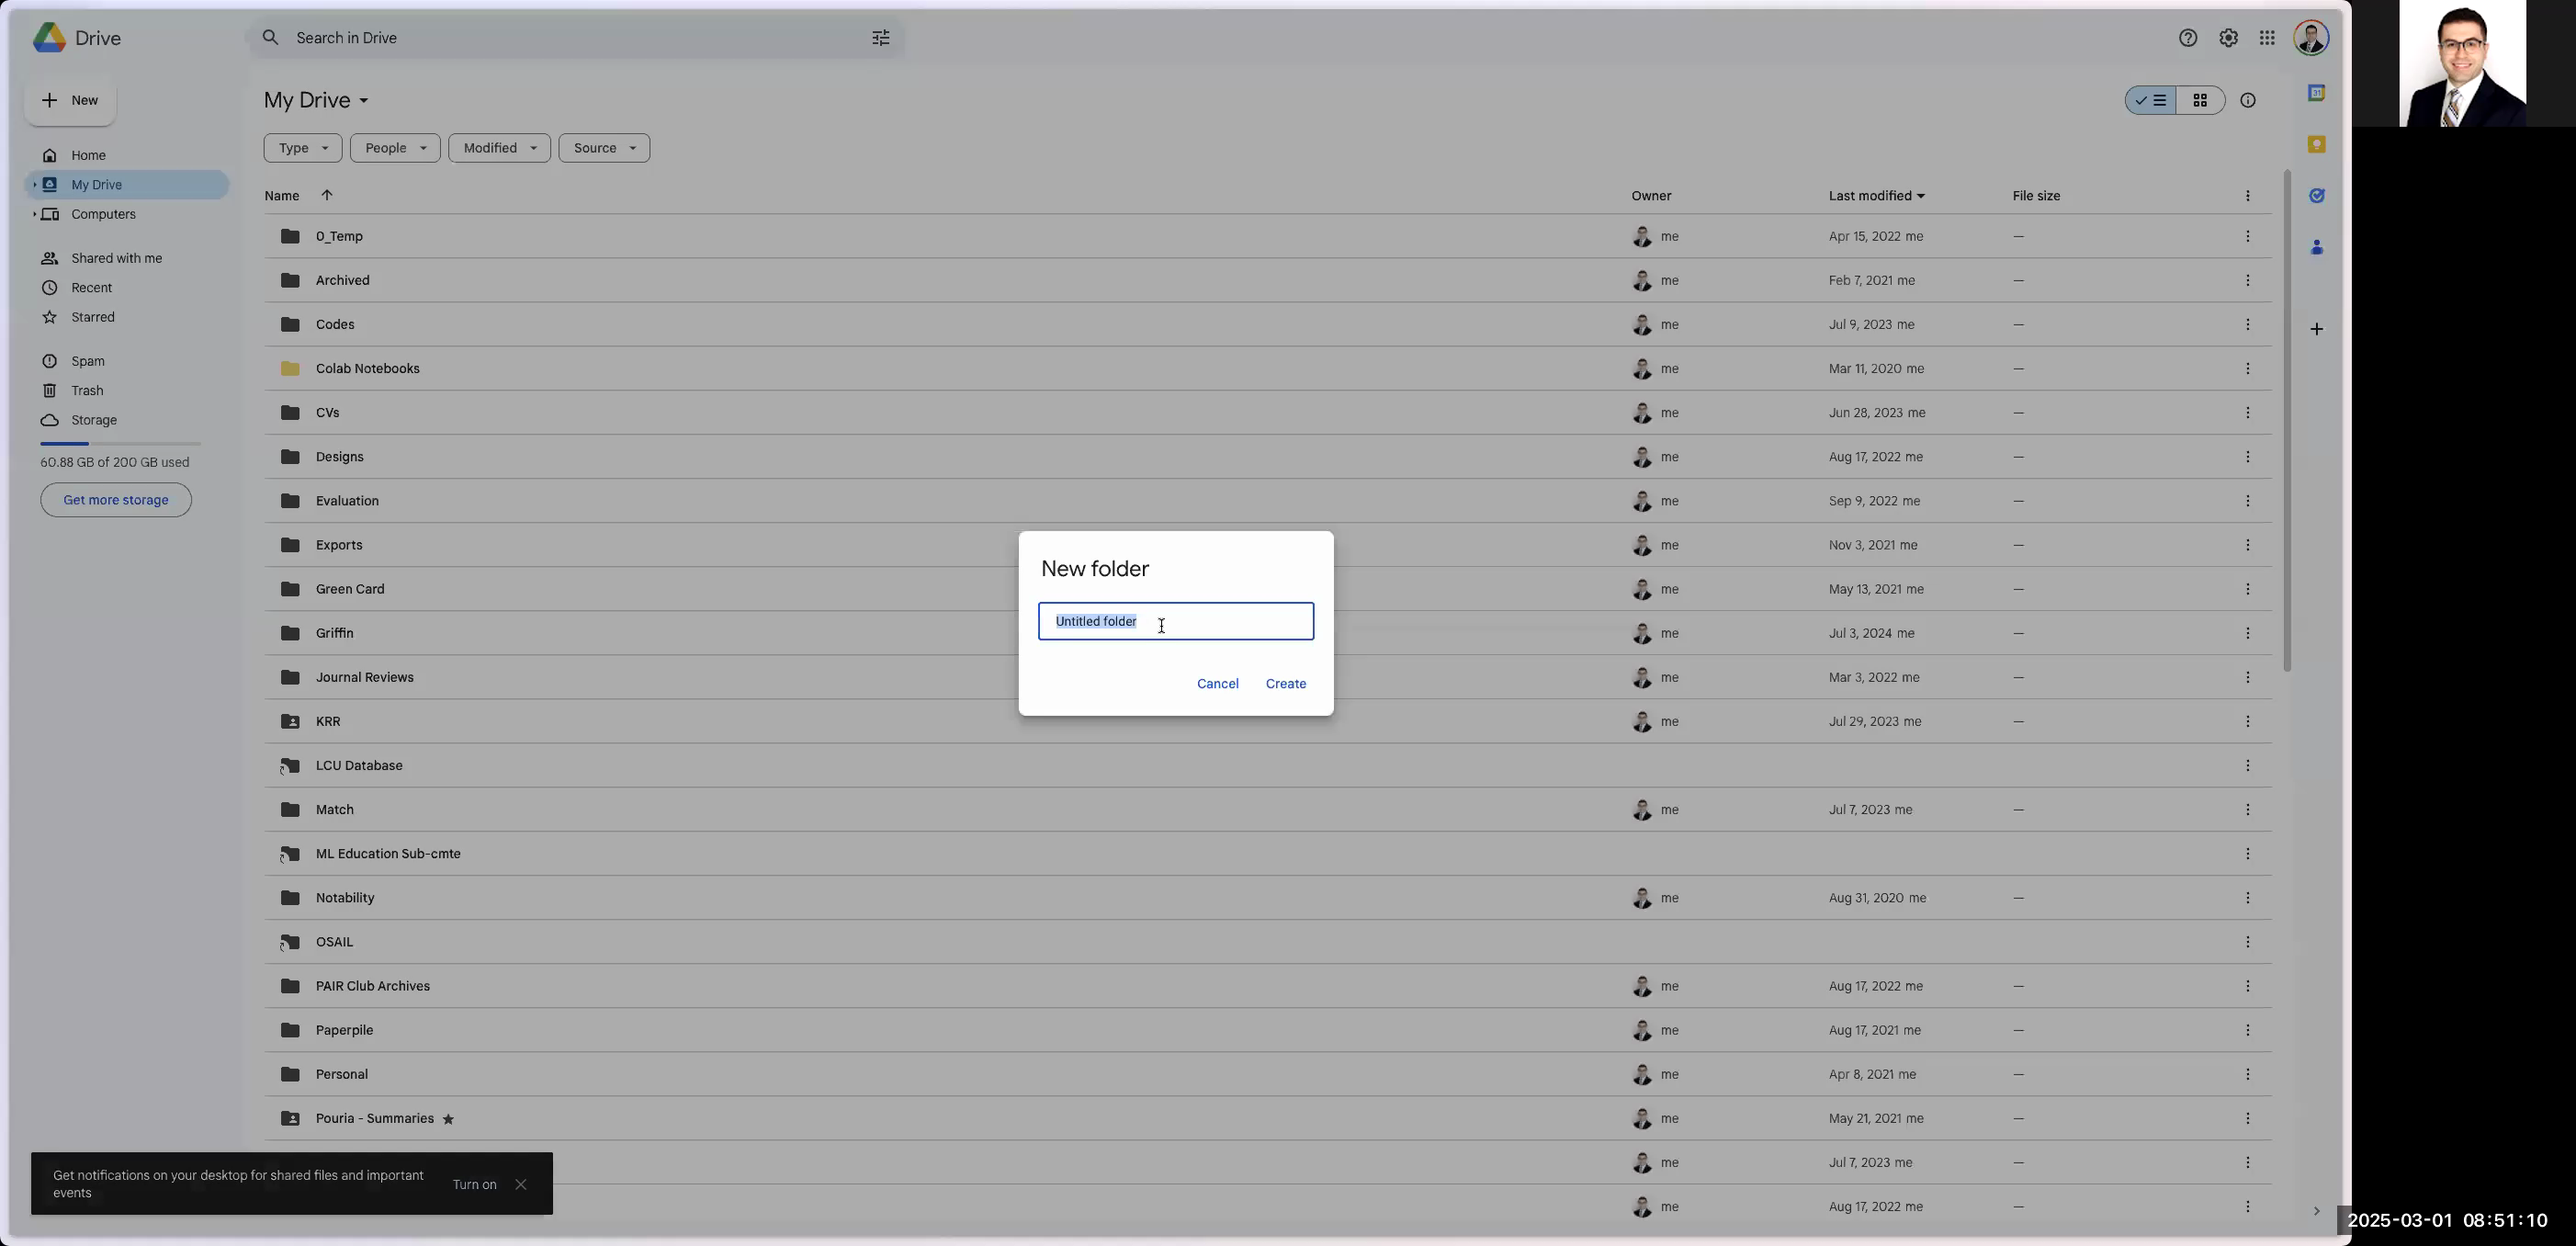 Drive
Search in Drive
New
My Drive
Home
My Drive
Computers
Shared with me
Recent
Starred
Spam
Trash
Storage
60.88 GB of 200 GB used
Get more storage
Type People Modified Source
Name Owner Last modified File size
0_Temp me Apr 15, 2022 me —
Archived me Feb 7, 2021 me —
Codes me Jul 9, 2023 me —
Colab Notebooks me Mar 11, 2020 me —
CVs me Jun 28, 2023 me —
Designs me Aug 17, 2022 me —
Evaluation me Sep 9, 2022 me —
Exports me Nov 3, 2021 me —
Green Card me May 13, 2021 me —
Griffin me Jul 3, 2024 me —
Journal Reviews me Mar 3, 2022 me —
KRR me Jul 29, 2023 me —
LCU Database
Match me Jul 7, 2023 me —
ML Education Sub-cmte
Notability me Aug 31, 2020 me —
OSAIL
PAIR Club Archives me Aug 17, 2022 me —
Paperpile me Aug 17, 2021 me —
Personal me Apr 8, 2021 me —
Pouria - Summaries me May 21, 2021 me —
me Jul 7, 2023 me —
me Aug 17, 2022 me —
New folder
Untitled folder
Cancel Create
Get notifications on your desktop for shared files and important
events
Turn on
31
2025-03-01 08:51:10